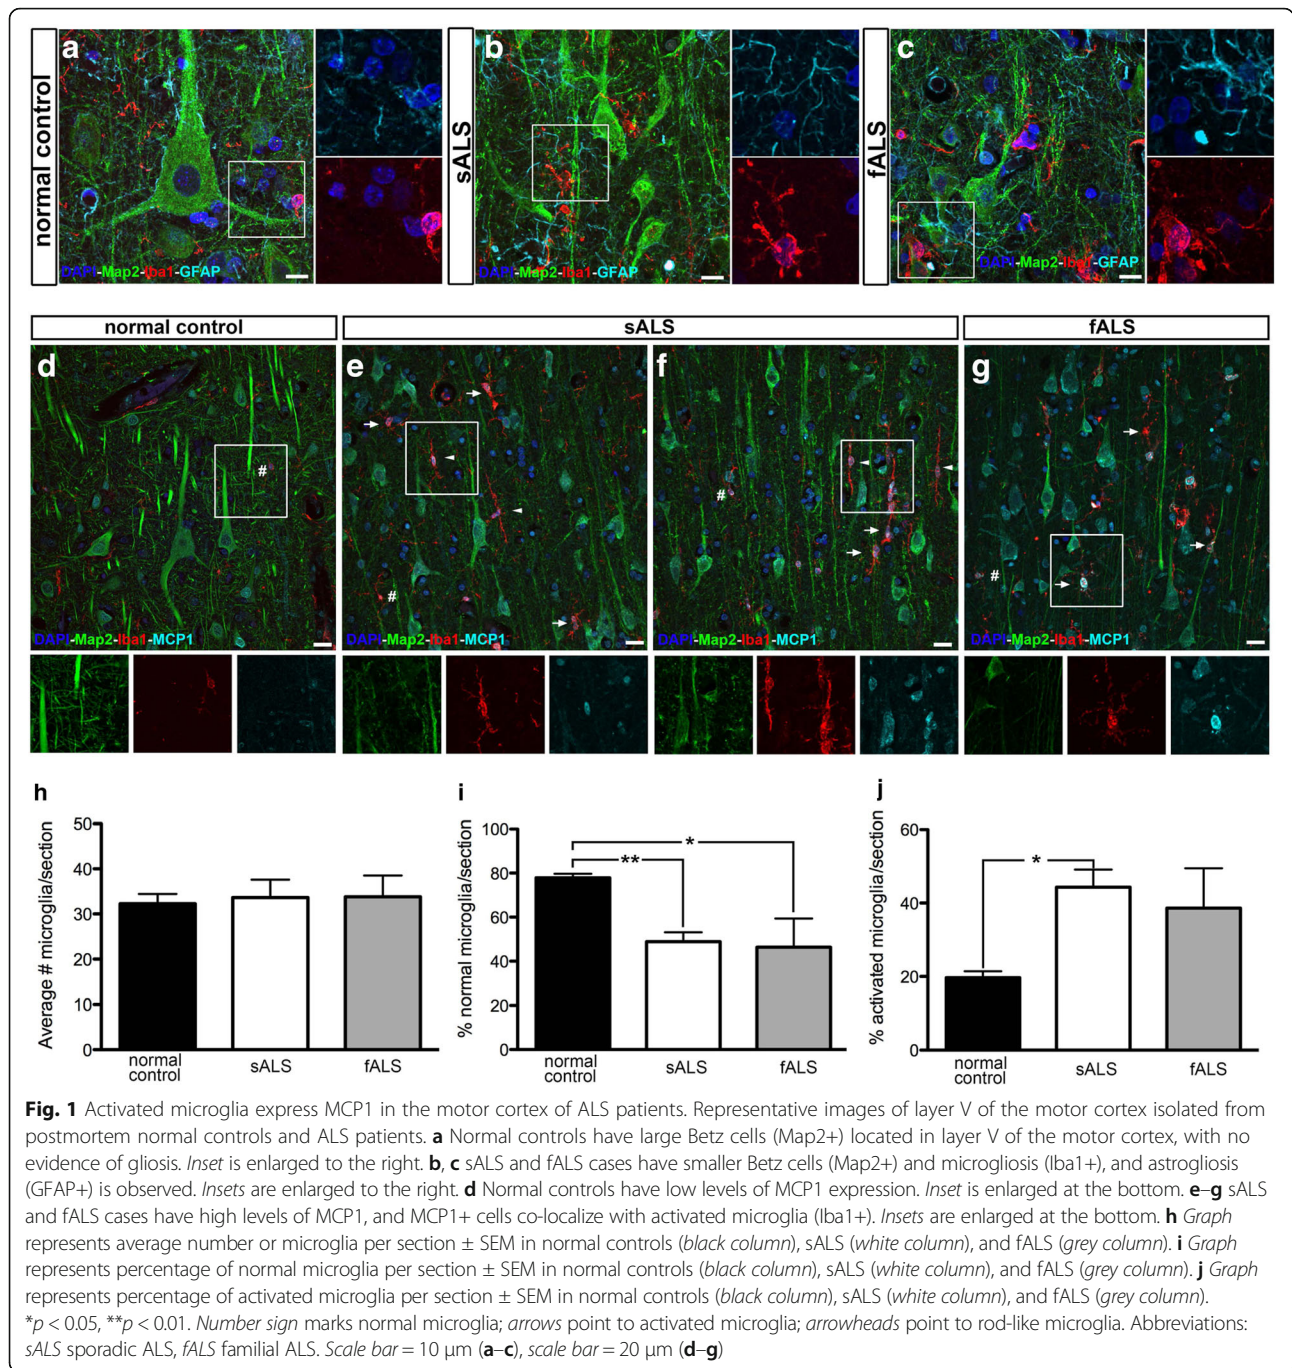 normal control
a
DAPI-Map2-Iba1-GFAP
sALS
b
DAPI-Map2-Iba1-GFAP
fALS
c
DAPI-Map2-Iba1-GFAP
normal control
sALS
fALS
d
#
DAPI-Map2-Iba1-MCP1
e
#
DAPI-Map2-Iba1-MCP1
f
#
DAPI-Map2-Iba1-MCP1
g
#
DAPI-Map2-Iba1-MCP1
h
Average # microglia/section
50
40
30
20
10
0
normal control
sALS
fALS
i
% normal microglia/section
100
80
60
40
20
0
**
*
normal control
sALS
fALS
j
% activated microglia/section
60
40
20
0
*
normal control
sALS
fALS
Fig. 1 Activated microglia express MCP1 in the motor cortex of ALS patients. Representative images of layer V of the motor cortex isolated from
postmortem normal controls and ALS patients. a Normal controls have large Betz cells (Map2+) located in layer V of the motor cortex, with no
evidence of gliosis. Inset is enlarged to the right. b, c sALS and fALS cases have smaller Betz cells (Map2+) and microgliosis (Iba1+), and astrogliosis
(GFAP+) is observed. Insets are enlarged to the right. d Normal controls have low levels of MCP1 expression. Inset is enlarged at the bottom. e–g sALS
and fALS cases have high levels of MCP1, and MCP1+ cells co-localize with activated microglia (Iba1+). Insets are enlarged at the bottom. h Graph
represents average number or microglia per section ± SEM in normal controls (black column), sALS (white column), and fALS (grey column). i Graph
represents percentage of normal microglia per section ± SEM in normal controls (black column), sALS (white column), and fALS (grey column). j Graph
represents percentage of activated microglia per section ± SEM in normal controls (black column), sALS (white column), and fALS (grey column).
*p < 0.05, **p < 0.01. Number sign marks normal microglia; arrows point to activated microglia; arrowheads point to rod-like microglia. Abbreviations:
sALS sporadic ALS, fALS familial ALS. Scale bar = 10 μm (a–c), scale bar = 20 μm (d–g)